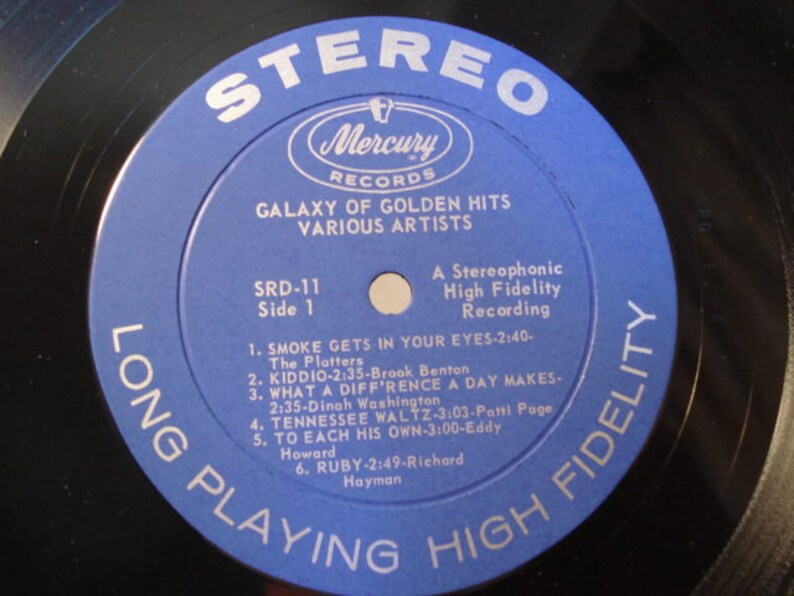 STEREO
Mercury
RECORDS
GALAXY OF GOLDEN HITS
VARIOUS ARTISTS
SRD-11
Side 1
A Stereophonic
High Fidelity
Recording
1. SMOKE GETS IN YOUR EYES-2:40-
The Platters
2. KIDDIO-2:35-Brook Benton
3. WHAT A DIFF'RENCE A DAY MAKES-
2:35-Dinah Washington
4. TENNESSEE WALTZ-3:03-Patti Page
5. TO EACH HIS OWN-3:00-Eddy
Howard
6. RUBY-2:49-Richard
Hayman
LONG PLAYING HIGH FIDELITY